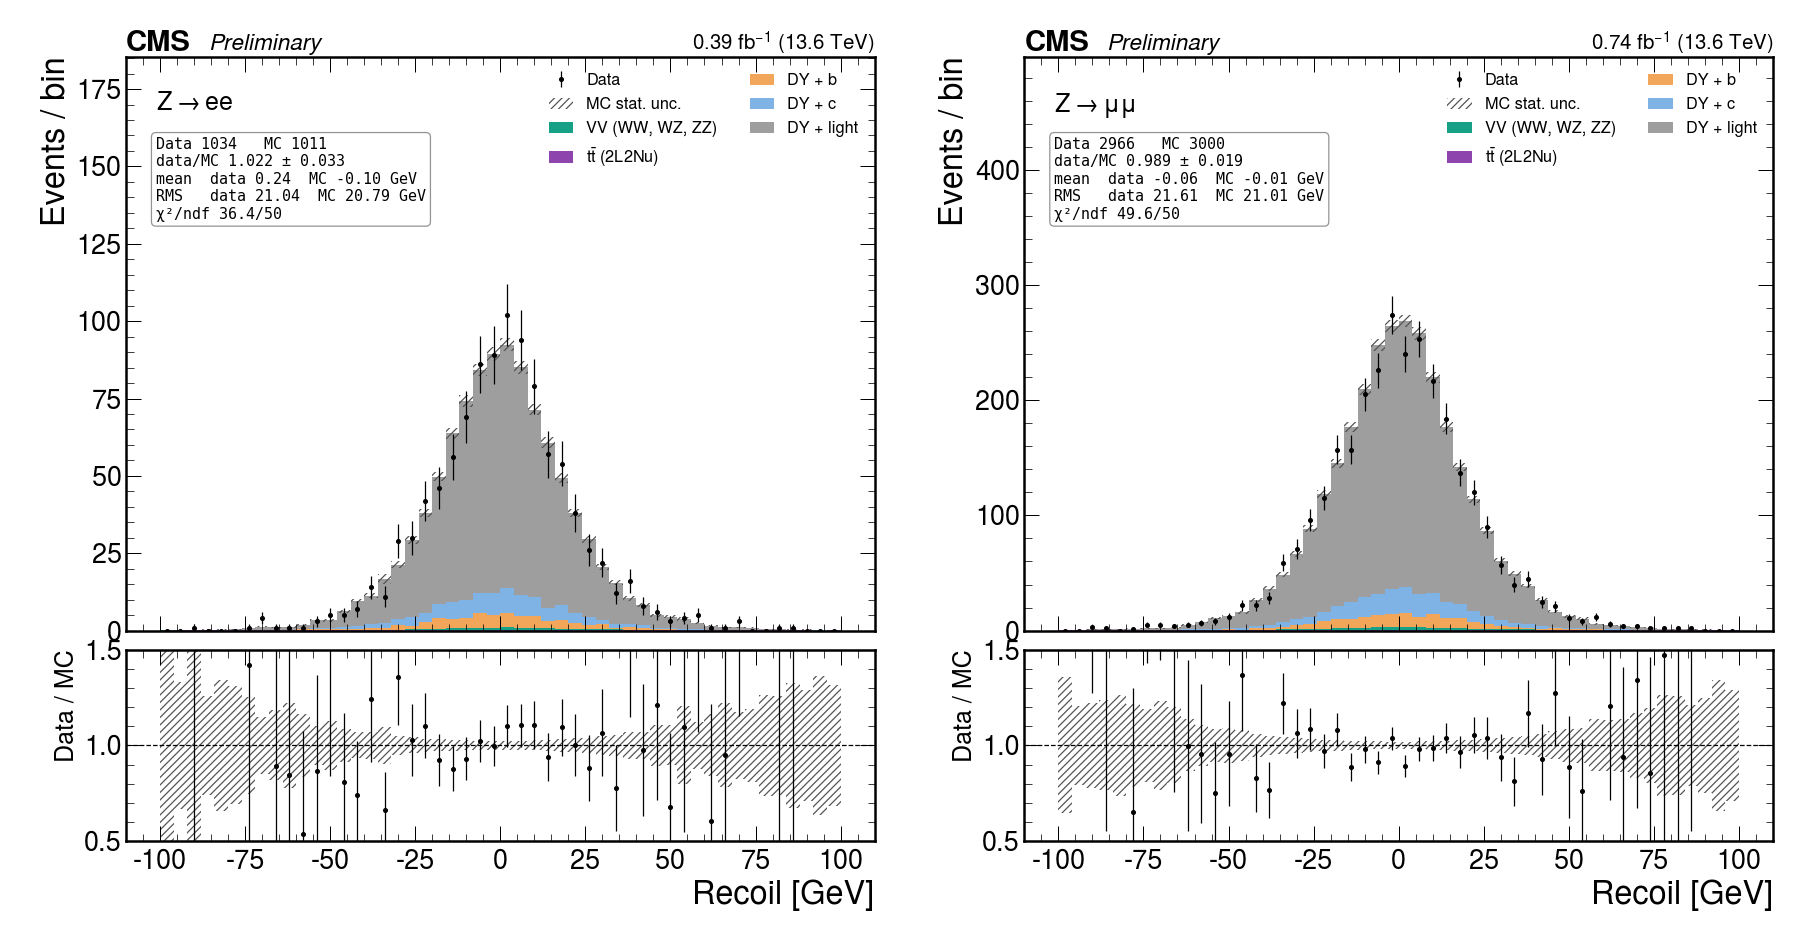 CMS Preliminary 0.39 fb⁻¹ (13.6 TeV)
Events / bin
Z → ee
Data 1034   MC 1011
data/MC 1.022 ± 0.033
mean  data 0.24  MC -0.10 GeV
RMS   data 21.04  MC 20.79 GeV
χ²/ndf 36.4/50
Data
MC stat. unc.
VV (WW, WZ, ZZ)
tt̄ (2L2Nu)
DY + b
DY + c
DY + light
175
150
125
100
75
50
25
0
Data / MC
1.5
1.0
0.5
-100 -75 -50 -25 0 25 50 75 100
Recoil [GeV]
CMS Preliminary 0.74 fb⁻¹ (13.6 TeV)
Events / bin
Z → μμ
Data 2966   MC 3000
data/MC 0.989 ± 0.019
mean  data -0.06  MC -0.01 GeV
RMS   data 21.61  MC 21.01 GeV
χ²/ndf 49.6/50
Data
MC stat. unc.
VV (WW, WZ, ZZ)
tt̄ (2L2Nu)
DY + b
DY + c
DY + light
400
300
200
100
0
Data / MC
1.5
1.0
0.5
-100 -75 -50 -25 0 25 50 75 100
Recoil [GeV]